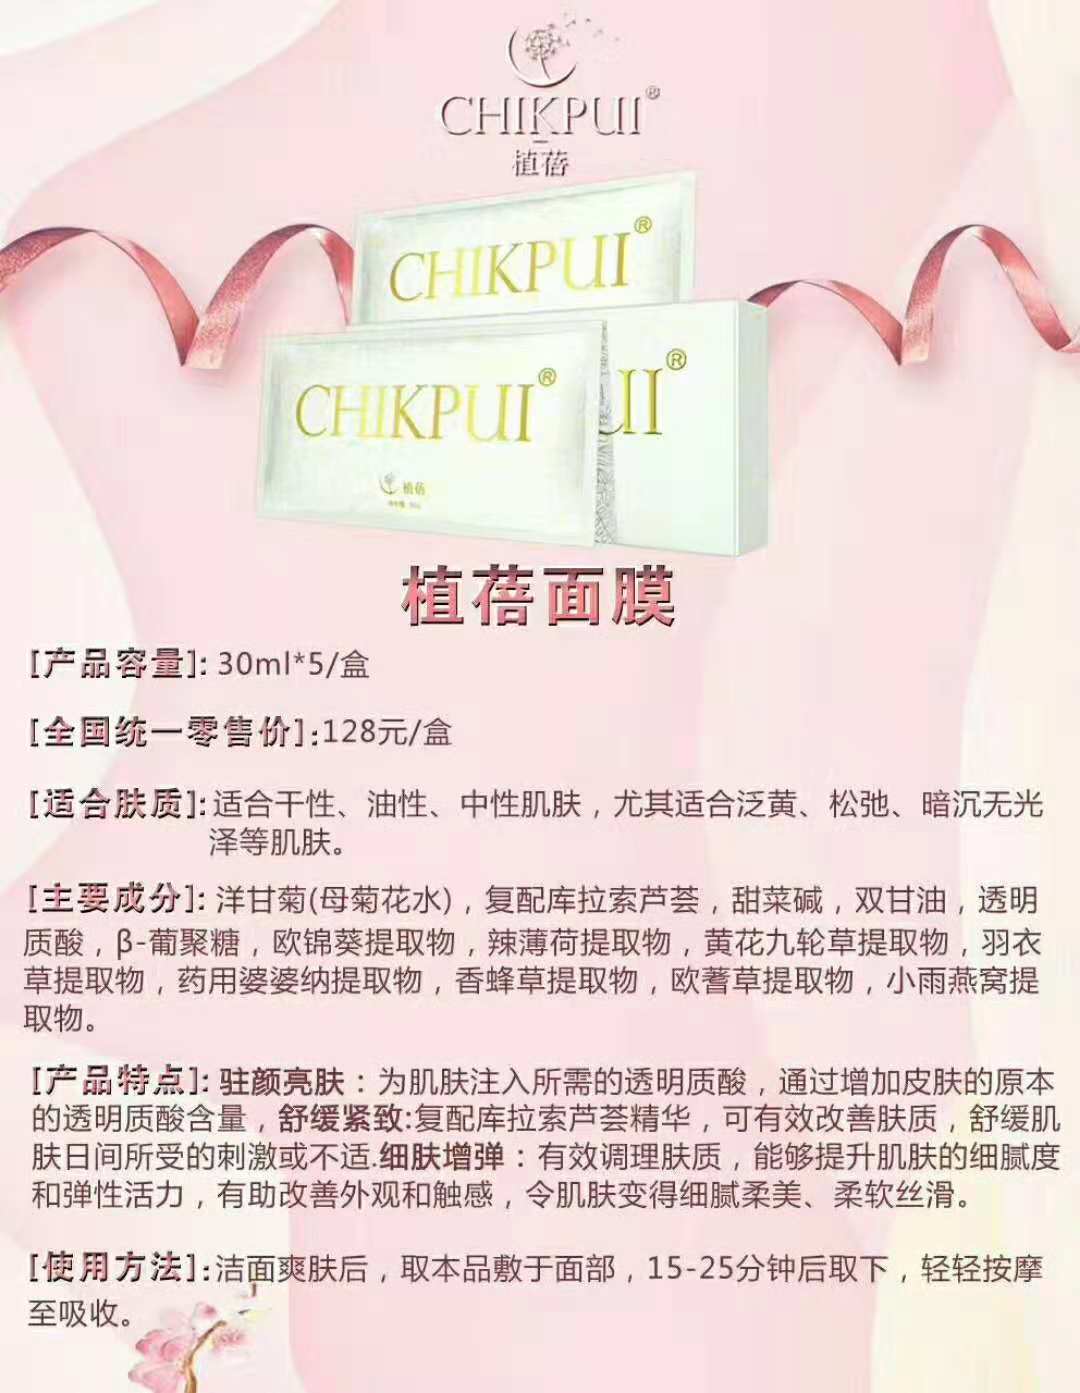 CHIKPUI®
植蓓
CHIKPUI®
CHIKPUI®
UI®
植蓓
植蓓面膜
[产品容量]: 30ml*5/盒
[全国统一零售价]:128元/盒
[适合肤质]:适合干性、油性、中性肌肤，尤其适合泛黄、松弛、暗沉无光
泽等肌肤。
[主要成分]: 洋甘菊(母菊花水)，复配库拉索芦荟，甜菜碱，双甘油，透明
质酸，β-葡聚糖，欧锦葵提取物，辣薄荷提取物，黄花九轮草提取物，羽衣
草提取物，药用婆婆纳提取物，香蜂草提取物，欧蓍草提取物，小雨燕窝提
取物。
[产品特点]: 驻颜亮肤：为肌肤注入所需的透明质酸，通过增加皮肤的原本
的透明质酸含量，舒缓紧致:复配库拉索芦荟精华，可有效改善肤质，舒缓肌
肤日间所受的刺激或不适.细肤增弹：有效调理肤质，能够提升肌肤的细腻度
和弹性活力，有助改善外观和触感，令肌肤变得细腻柔美、柔软丝滑。
[使用方法]:洁面爽肤后，取本品敷于面部，15-25分钟后取下，轻轻按摩
至吸收。